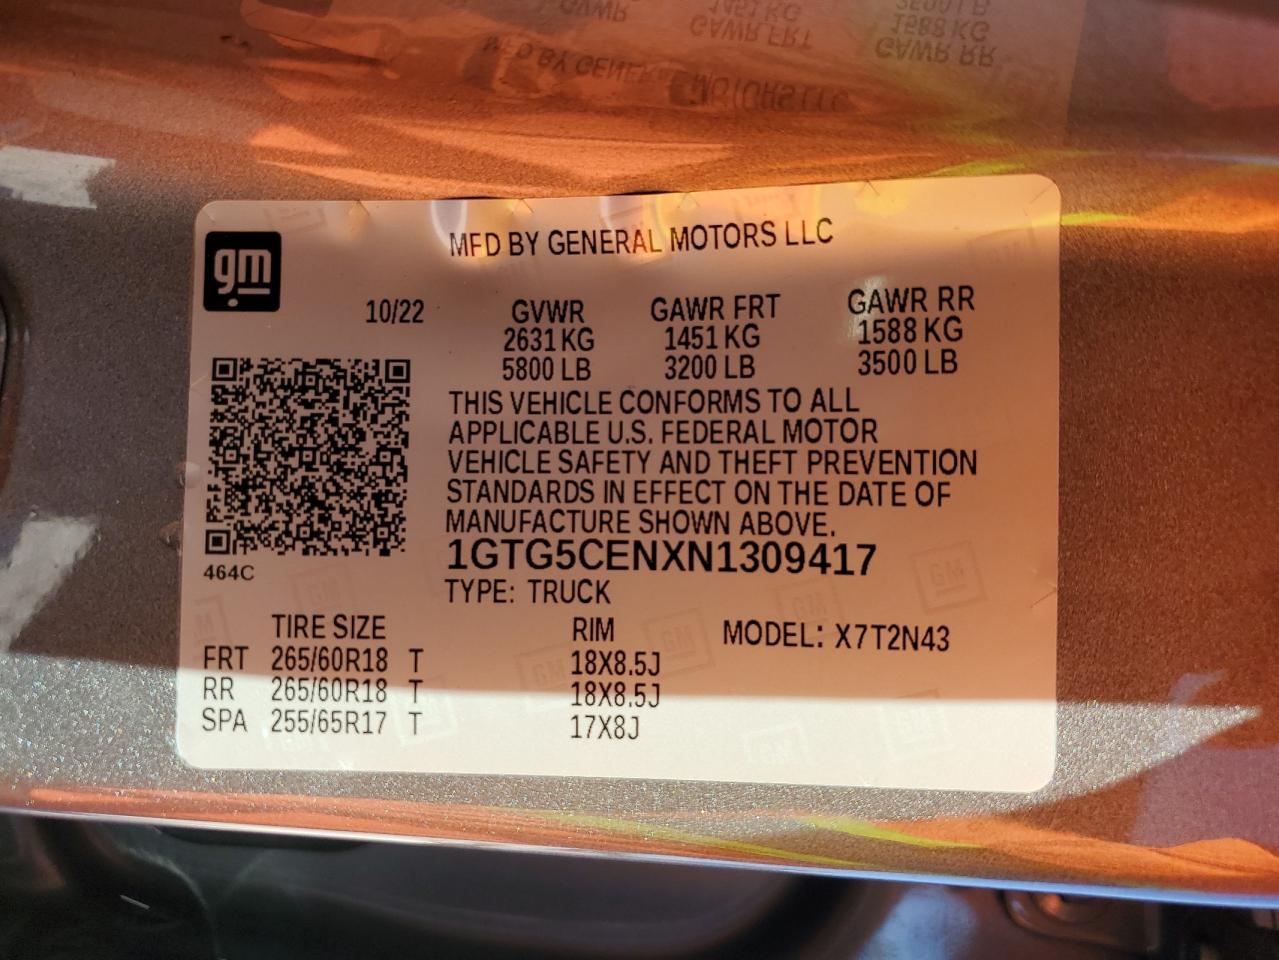 MFD BY GENERAL MOTORS LLC
gm
10/22 GVWR GAWR FRT GAWR RR
2631 KG 1451 KG 1588 KG
5800 LB 3200 LB 3500 LB
THIS VEHICLE CONFORMS TO ALL
APPLICABLE U.S. FEDERAL MOTOR
VEHICLE SAFETY AND THEFT PREVENTION
STANDARDS IN EFFECT ON THE DATE OF
MANUFACTURE SHOWN ABOVE.
1GTG5CENXN1309417
464C
TYPE: TRUCK
TIRE SIZE RIM MODEL: X7T2N43
FRT 265/60R18 T 18X8.5J
RR 265/60R18 T 18X8.5J
SPA 255/65R17 T 17X8J